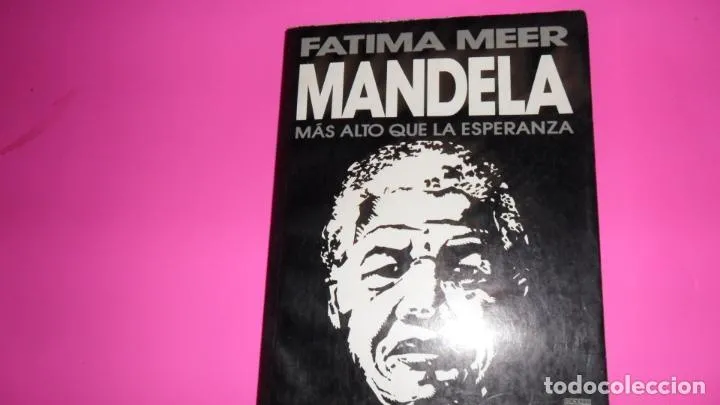 FATIMA MEER
MANDELA
MÁS ALTO QUE LA ESPERANZA
todocoleccion